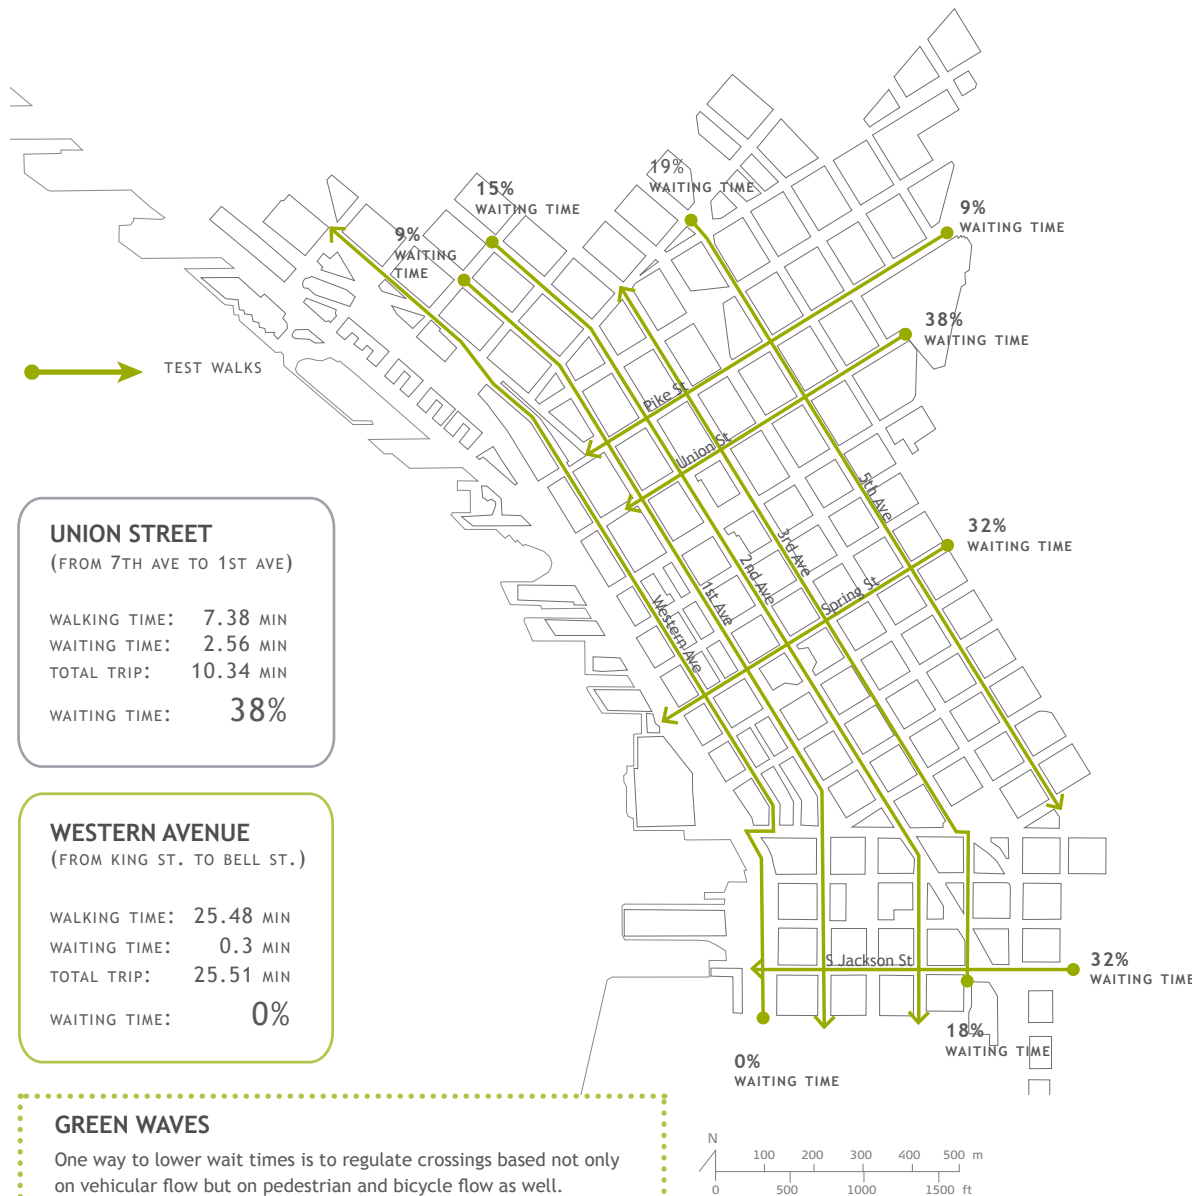 19%
WAITING TIME
15%
WAITING TIME
9%
WAITING TIME
9%
WAITING
TIME
38%
WAITING TIME
TEST WALKS
Pike St
Union St
5th Ave
3rd Ave
2nd Ave
1st Ave
Western Ave
Spring St
32%
WAITING TIME
UNION STREET
(FROM 7TH AVE TO 1ST AVE)
WALKING TIME: 7.38 MIN
WAITING TIME: 2.56 MIN
TOTAL TRIP: 10.34 MIN
WAITING TIME: 38%
WESTERN AVENUE
(FROM KING ST. TO BELL ST.)
WALKING TIME: 25.48 MIN
WAITING TIME: 0.3 MIN
TOTAL TRIP: 25.51 MIN
WAITING TIME: 0%
S Jackson St
32%
WAITING TIME
18%
WAITING TIME
0%
WAITING TIME
GREEN WAVES
One way to lower wait times is to regulate crossings based not only
on vehicular flow but on pedestrian and bicycle flow as well.
N
100 200 300 400 500 m
0 500 1000 1500 ft